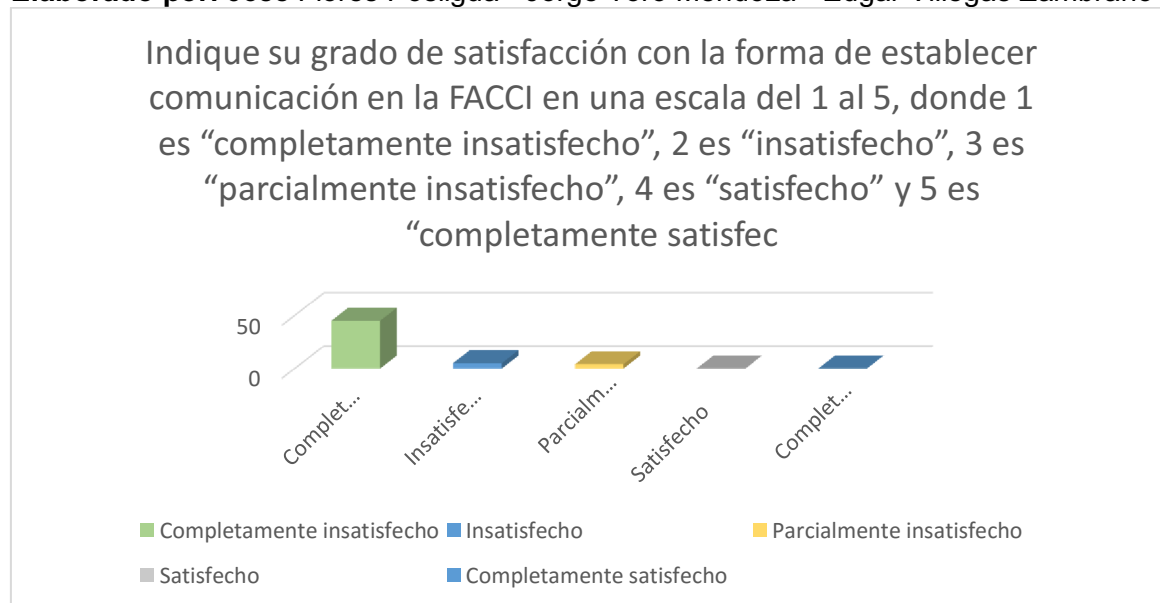 Indique su grado de satisfacción con la forma de establecer
comunicación en la FACCI en una escala del 1 al 5, donde 1
es “completamente insatisfecho”, 2 es “insatisfecho”, 3 es
“parcialmente insatisfecho”, 4 es “satisfecho” y 5 es
“completamente satisfec
50
0
Complet...
Insatisfe...
Parcialm...
Satisfecho
Complet...
Completamente insatisfecho
Insatisfecho
Parcialmente insatisfecho
Satisfecho
Completamente satisfecho